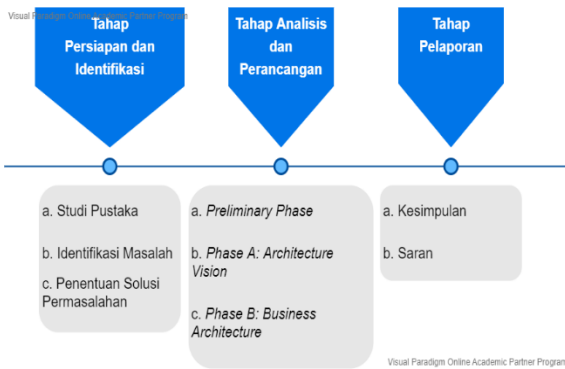 Visual Paradigm Online Academic Partner Program
Tahap
Persiapan dan
Identifikasi
Tahap Analisis
dan
Perancangan
Tahap
Pelaporan
a. Studi Pustaka
b. Identifikasi Masalah
c. Penentuan Solusi
Permasalahan
a. Preliminary Phase
b. Phase A: Architecture
Vision
c. Phase B: Business
Architecture
a. Kesimpulan
b. Saran
Visual Paradigm Online Academic Partner Program